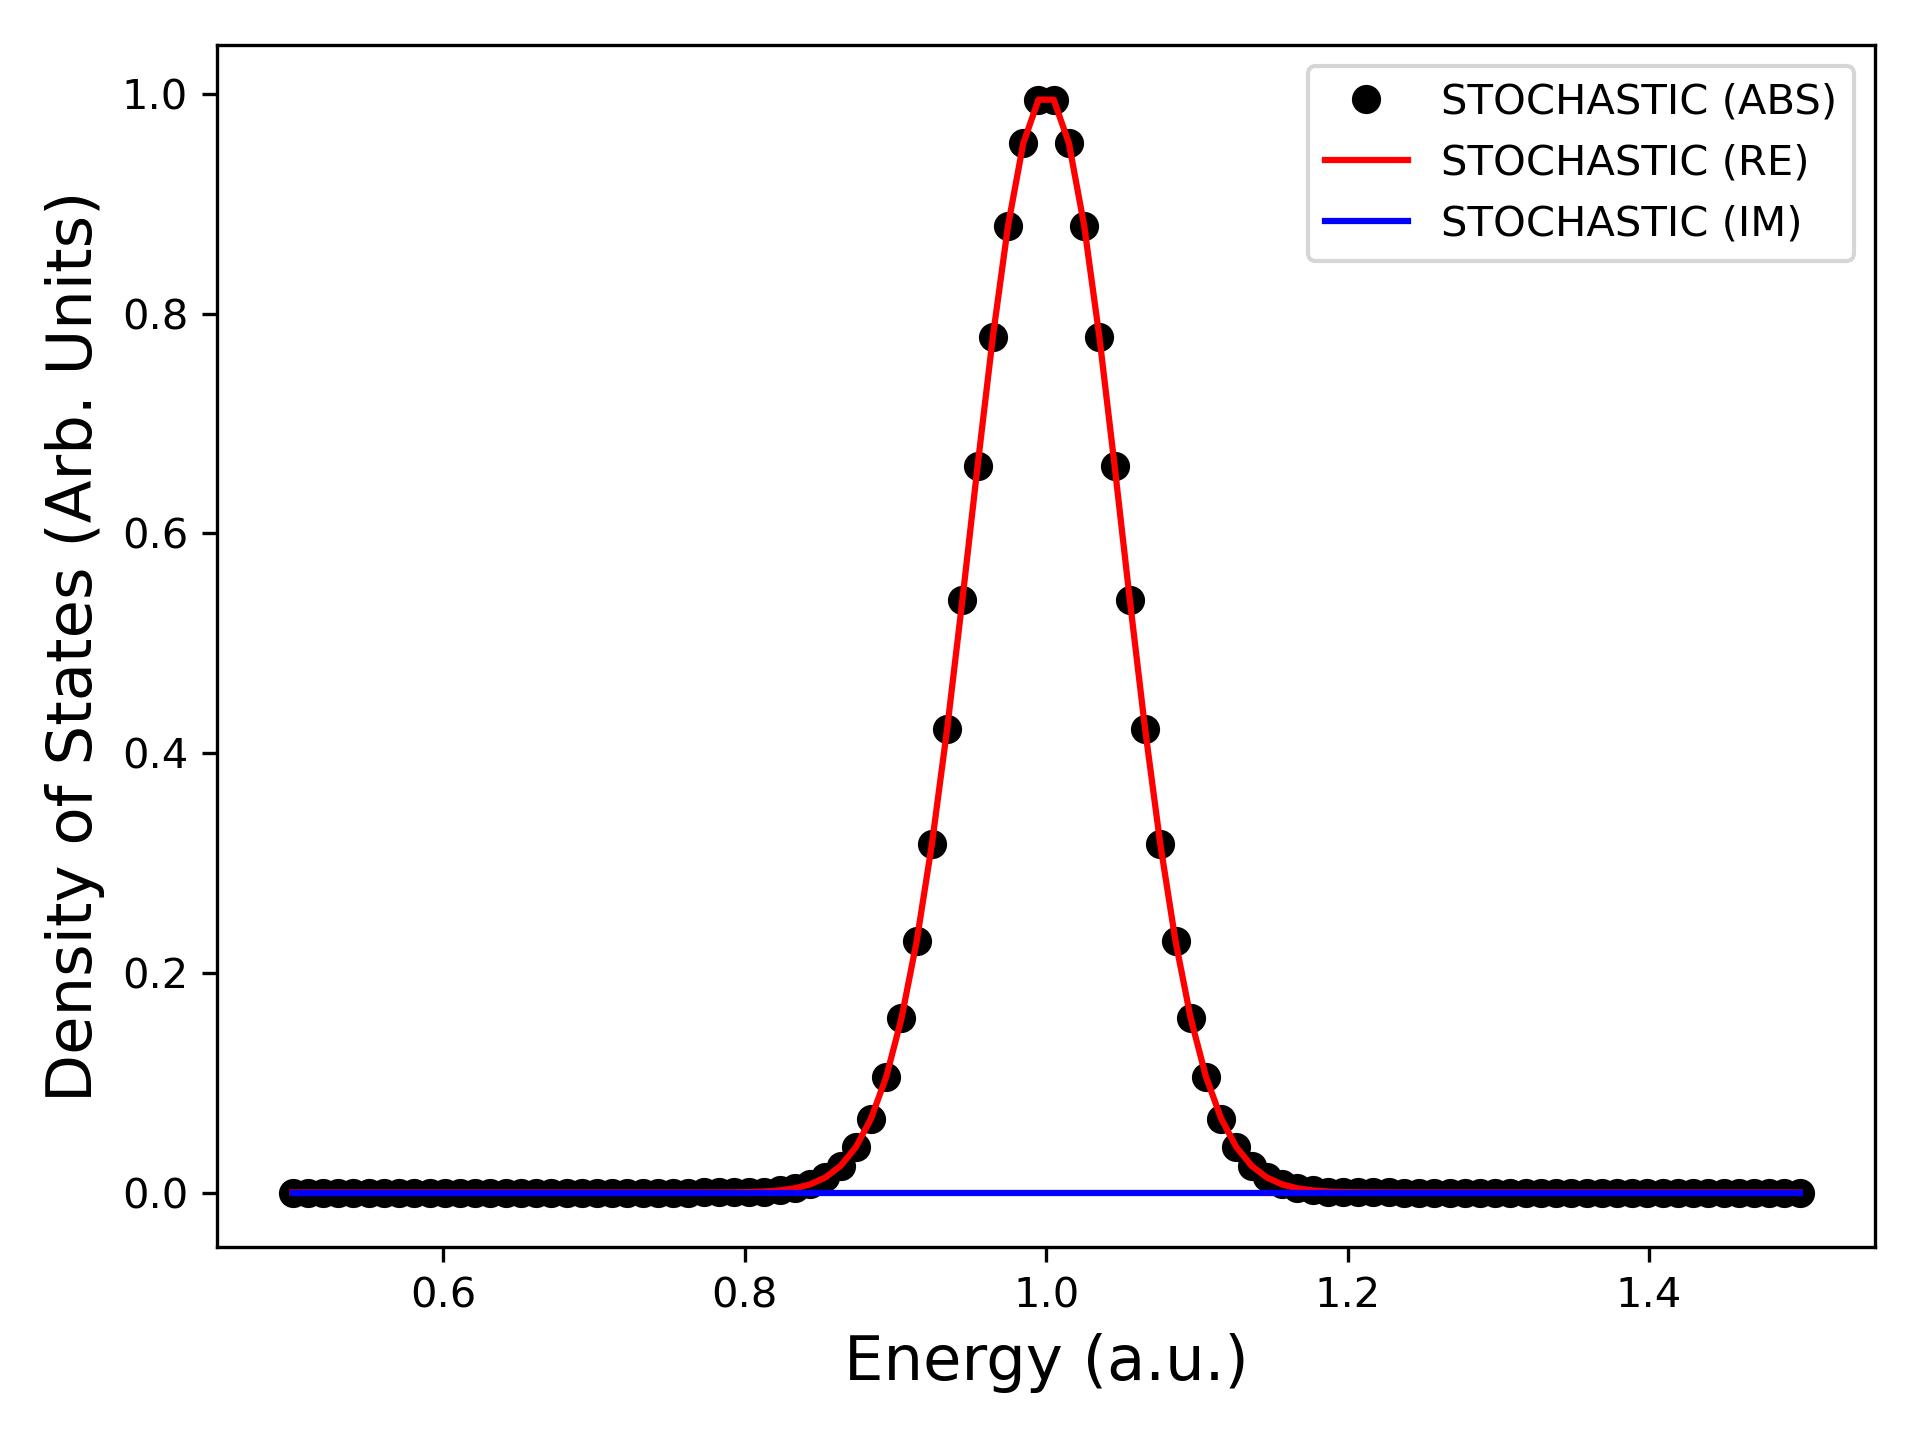 Density of States (Arb. Units)
1.0
0.8
0.6
0.4
0.2
0.0
STOCHASTIC (ABS)
STOCHASTIC (RE)
STOCHASTIC (IM)
0.6 0.8 1.0 1.2 1.4
Energy (a.u.)